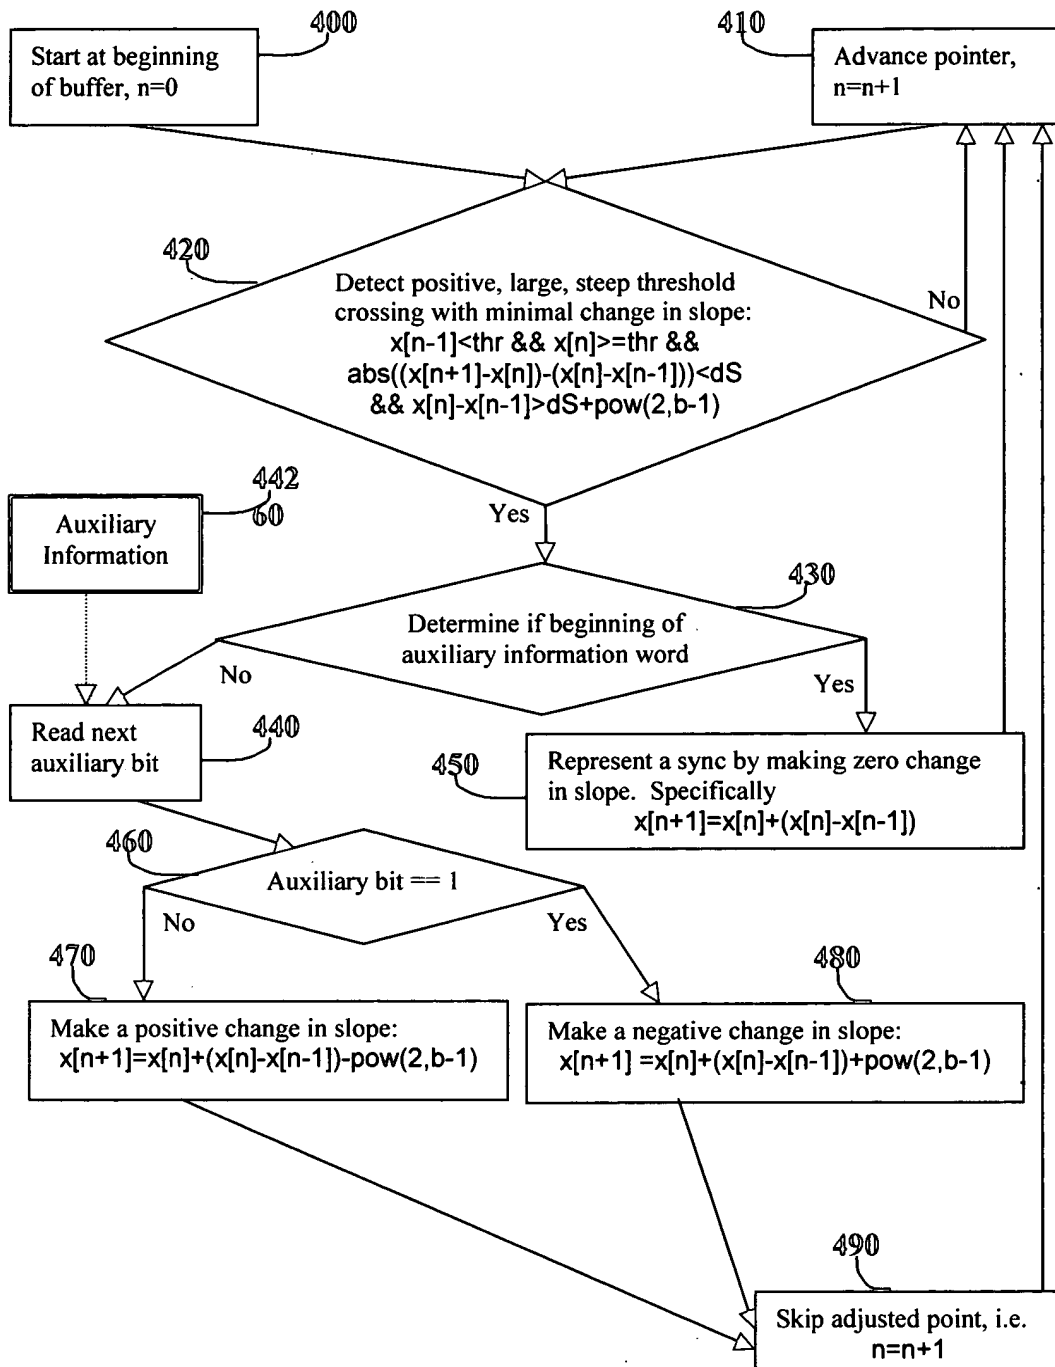 400
Start at beginning
of buffer, n=0
410
Advance pointer,
n=n+1
420
Detect positive, large, steep threshold
crossing with minimal change in slope:
x[n-1]<thr && x[n]>=thr &&
abs((x[n+1]-x[n])-(x[n]-x[n-1]))<dS
&& x[n]-x[n-1]>dS+pow(2,b-1)
No
Yes
442
60
Auxiliary
Information
430
Determine if beginning of
auxiliary information word
No
Yes
Read next
auxiliary bit
440
450
Represent a sync by making zero change
in slope. Specifically
x[n+1]=x[n]+(x[n]-x[n-1])
460
Auxiliary bit == 1
No
Yes
470
Make a positive change in slope:
x[n+1]=x[n]+(x[n]-x[n-1])-pow(2,b-1)
480
Make a negative change in slope:
x[n+1] =x[n]+(x[n]-x[n-1])+pow(2,b-1)
490
Skip adjusted point, i.e.
n=n+1